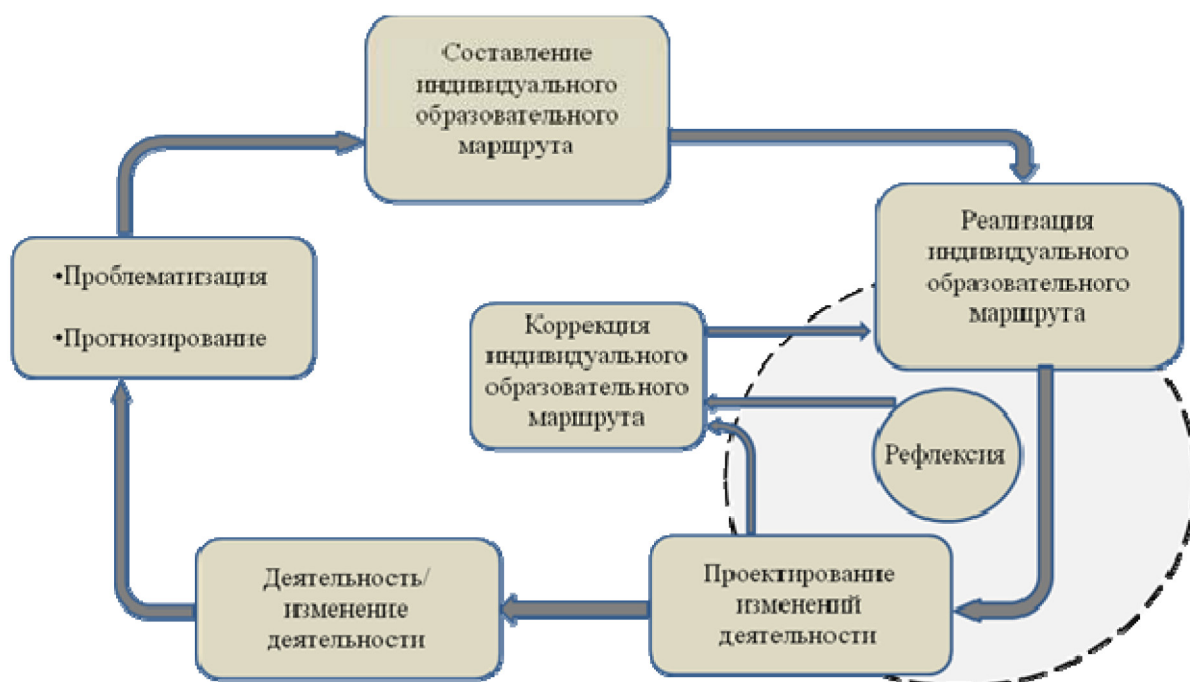 Составление
индивидуального
образовательного
маршрута
Реализация
индивидуального
образовательного
маршрута
•Проблематизация
•Прогнозирование
Коррекция
индивидуального
образовательного
маршрута
Рефлексия
Деятельность/
изменение
деятельности
Проектирование
изменений
деятельности